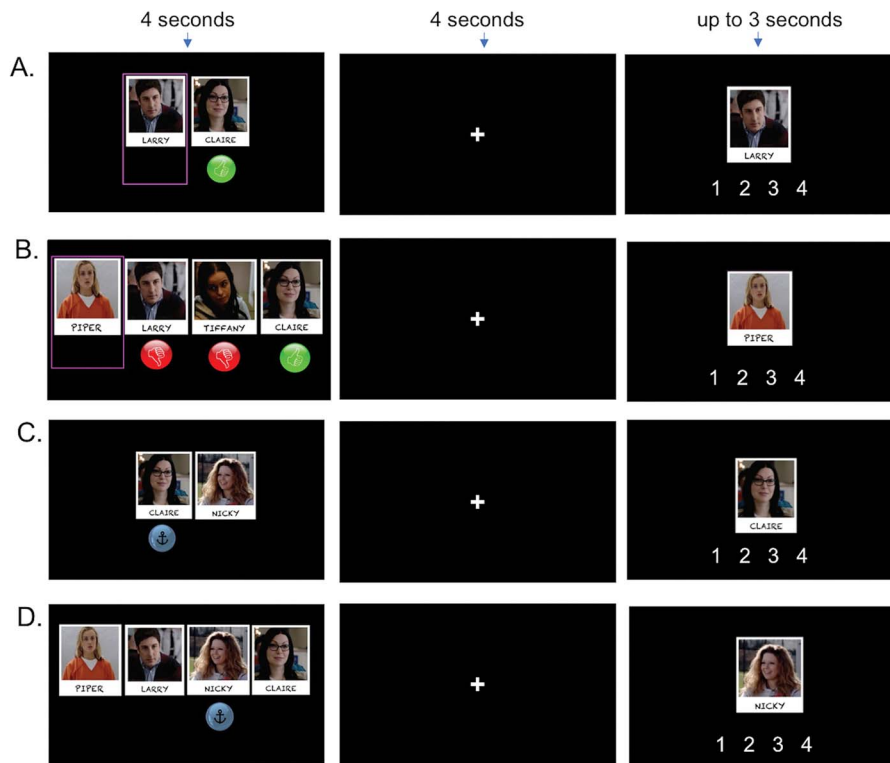 4 seconds 4 seconds up to 3 seconds
A.
LARRY CLAIRE
+
LARRY
1 2 3 4
B.
PIPER LARRY TIFFANY CLAIRE
+
PIPER
1 2 3 4
C.
CLAIRE NICKY
+
CLAIRE
1 2 3 4
D.
PIPER LARRY NICKY CLAIRE
+
NICKY
1 2 3 4